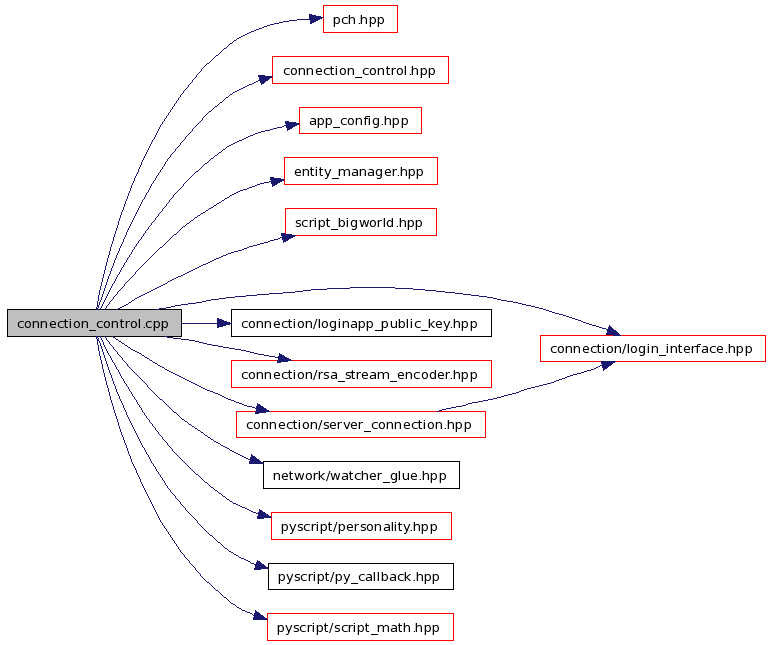 pch.hpp
connection_control.hpp
app_config.hpp
entity_manager.hpp
script_bigworld.hpp
connection_control.cpp
connection/loginapp_public_key.hpp
connection/login_interface.hpp
connection/rsa_stream_encoder.hpp
connection/server_connection.hpp
network/watcher_glue.hpp
pyscript/personality.hpp
pyscript/py_callback.hpp
pyscript/script_math.hpp